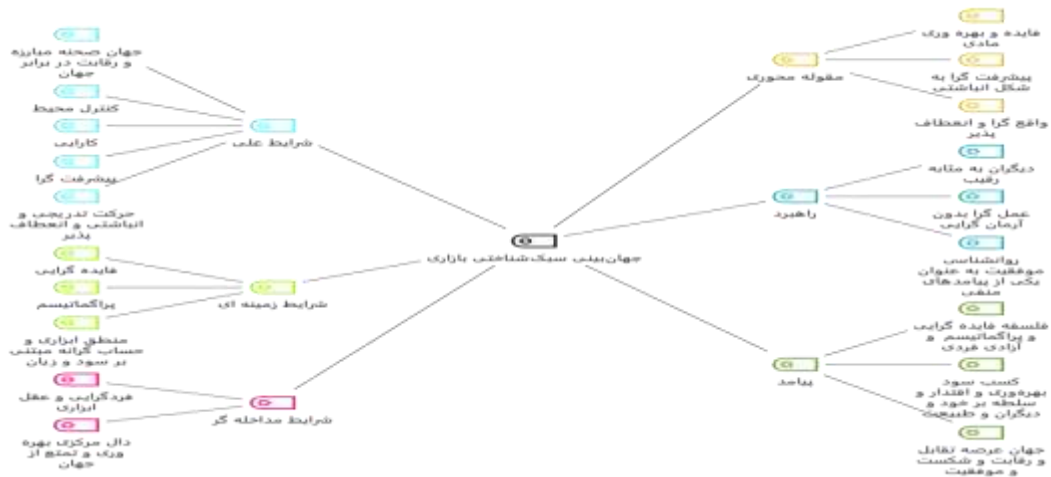 فایده و بهره وری
مادی
پیشرفت گرا به
شکل انباشتی
واقع گرا و انعطاف
پذیر
مقوله محوری
دیگران به مثابه
رقیب
عمل گرا بدون
آرمان گرایی
روانشناسی
موفقیت به عنوان
یکی از پیامدهای
منفی
راهبرد
فلسفه فایده گرایی
و پراگماتیسم و
آزادی فردی
کسب سود
بهره‌وری و اقتدار و
سلطه بر خود و
دیگران و طبیعت
جهان عرصه تقابل
و رقابت و شکست
و موفقیت
پیامد
جهان‌بینی سبک‌شناختی بازاری
شرایط علی
جهان صحنه مبارزه
و رقابت در برابر
جهان
کنترل محیط
کارایی
پیشرفت گرا
حرکت تدریجی و
انباشتی و انعطاف
پذیر
شرایط زمینه ای
فایده گرایی
پراگماتیسم
منطق ابزاری و
حساب گرانه مبتنی
بر سود و زیان
شرایط مداخله گر
فردگرایی و عقل
ابزاری
دال مرکزی بهره
وری و تمتع از
جهان